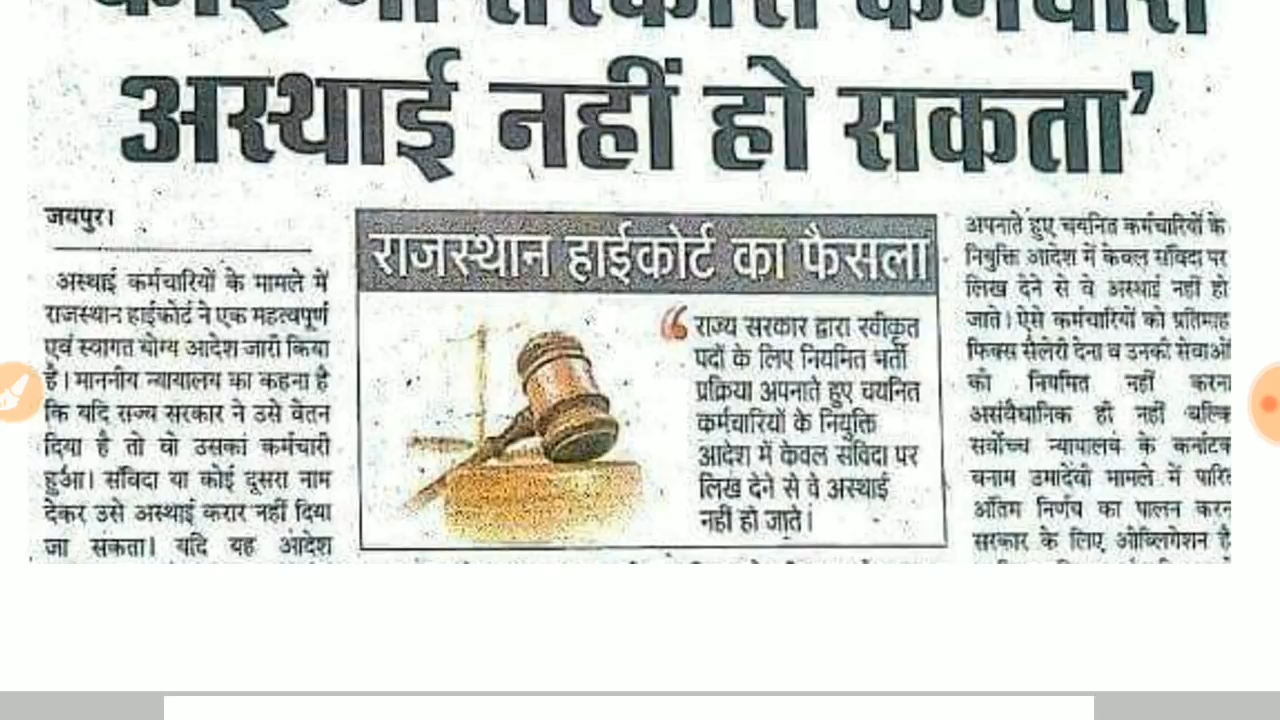 कोई भी सरकारी कर्मचारी
अस्थाई नहीं हो सकता’
जयपुर।
अस्थाई कर्मचारियों के मामले में
राजस्थान हाईकोर्ट ने एक महत्वपूर्ण
एवं स्वागत योग्य आदेश जारी किया
है। माननीय न्यायालय का कहना है
कि यदि राज्य सरकार ने उसे वेतन
दिया है तो वो उसका कर्मचारी
हुआ। संविदा या कोई दूसरा नाम
देकर उसे अस्थाई करार नहीं दिया
जा सकता। यदि यह आदेश
राजस्थान हाईकोर्ट का फैसला
“ राज्य सरकार द्वारा स्वीकृत
पदों के लिए नियमित भर्ती
प्रक्रिया अपनाते हुए चयनित
कर्मचारियों के नियुक्ति
आदेश में केवल संविदा पर
लिख देने से वे अस्थाई
नहीं हो जाते।
अपनाते हुए चयनित कर्मचारियों के
नियुक्ति आदेश में केवल संविदा पर
लिख देने से वे अस्थाई नहीं हो
जाते। ऐसे कर्मचारियों को प्रतिमाह
फिक्स सैलेरी देना व उनकी सेवाओं
को नियमित नहीं करना
असंवैधानिक ही नहीं बल्कि
सर्वोच्च न्यायालय के कर्नाटक
बनाम उमादेवी मामले में पारित
अंतिम निर्णय का पालन करन
सरकार के लिए ओब्लिगेशन है